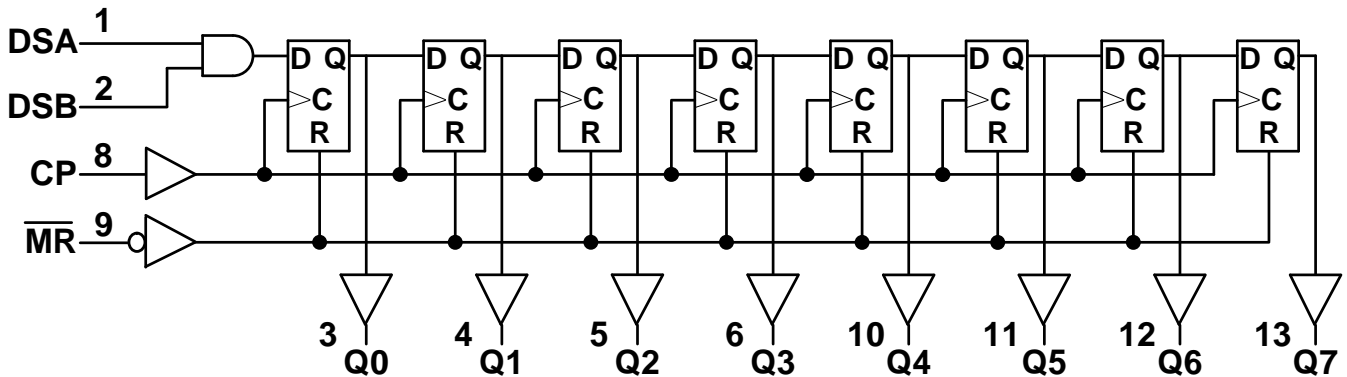 1
DSA
2
DSB
D Q D Q D Q D Q D Q D Q D Q D Q
C C C C C C C C
R R R R R R R R
8
CP
9
MR
3 4 5 6 10 11 12 13
Q0 Q1 Q2 Q3 Q4 Q5 Q6 Q7